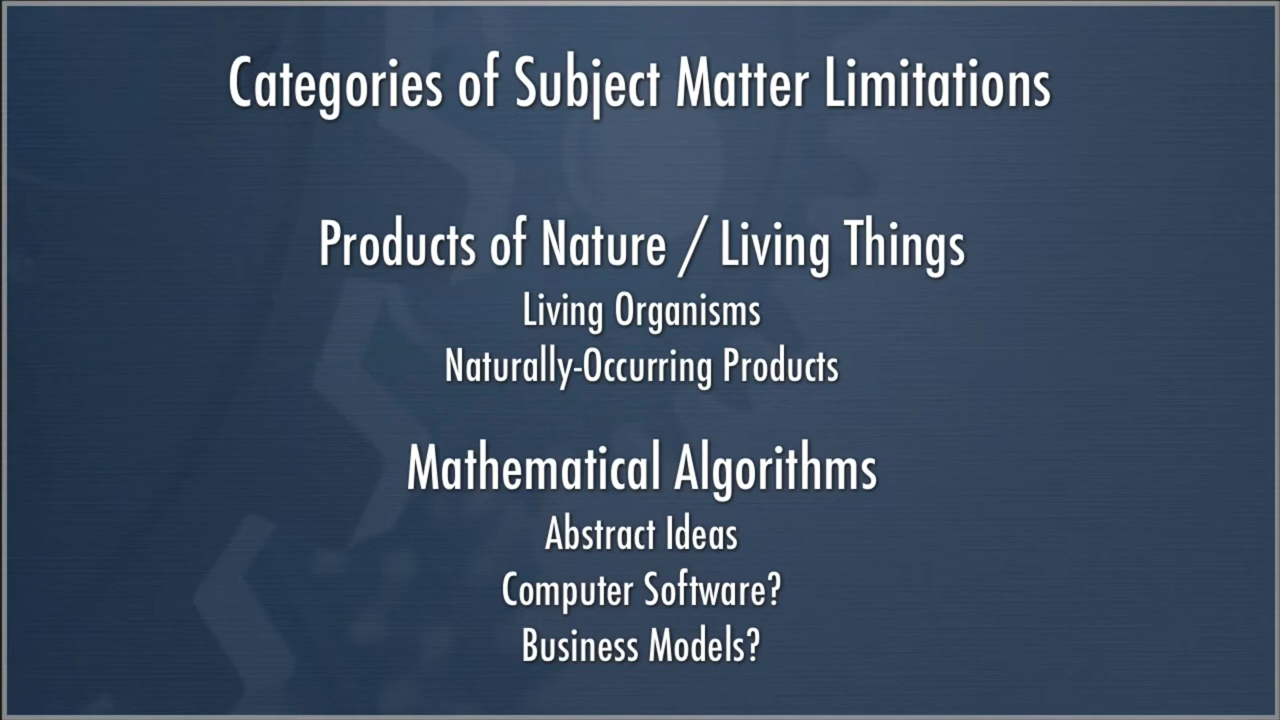 Categories of Subject Matter Limitations
Products of Nature / Living Things
Living Organisms
Naturally-Occurring Products
Mathematical Algorithms
Abstract Ideas
Computer Software?
Business Models?